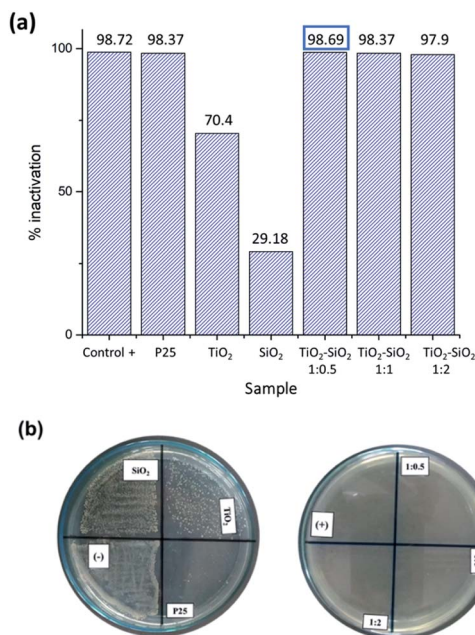 (a)
% inactivation
100
50
0
98.72
98.37
70.4
29.18
98.69
98.37
97.9
Control +
P25
TiO₂
SiO₂
TiO₂-SiO₂
1:0.5
TiO₂-SiO₂
1:1
TiO₂-SiO₂
1:2
Sample
(b)
SiO₂
TiO₂
(-)
P25
1:0.5
(+)
1:2